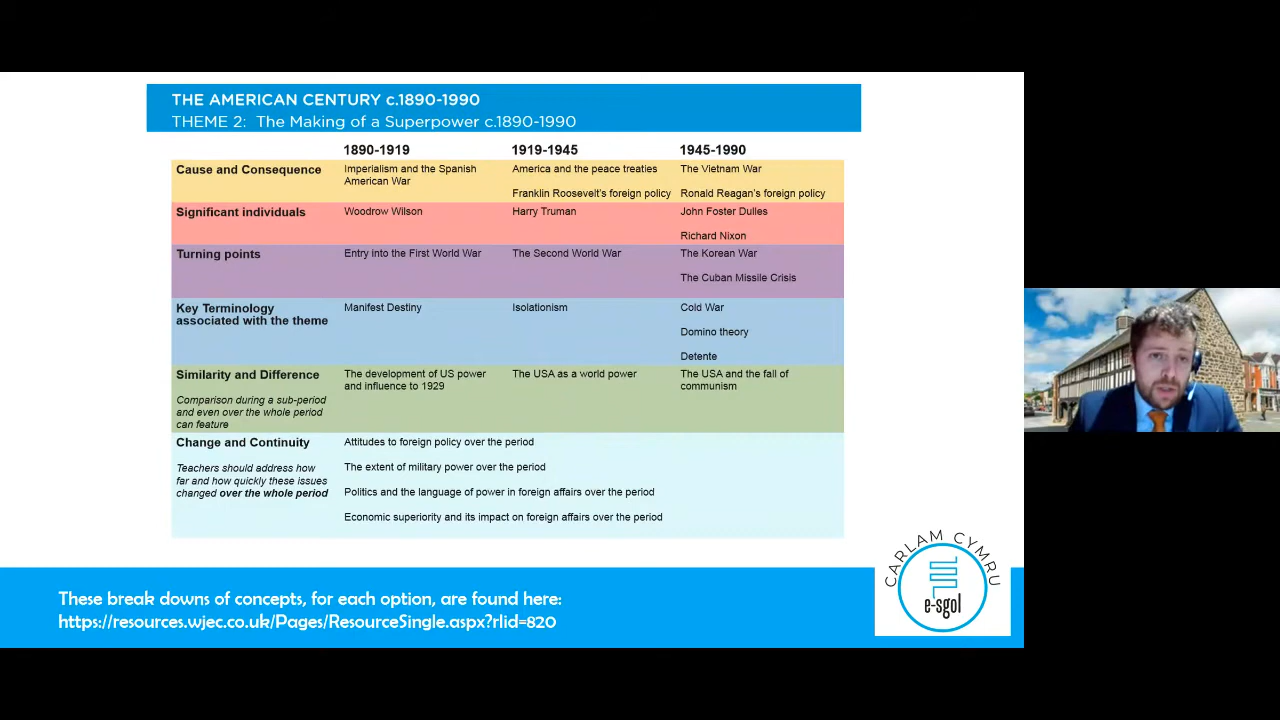 THE AMERICAN CENTURY c.1890-1990
THEME 2: The Making of a Superpower c.1890-1990
1890-1919 1919-1945 1945-1990
Cause and Consequence
Imperialism and the Spanish
American War
America and the peace treaties
Franklin Roosevelt's foreign policy
The Vietnam War
Ronald Reagan's foreign policy
Significant individuals
Woodrow Wilson
Harry Truman
John Foster Dulles
Richard Nixon
Turning points
Entry into the First World War
The Second World War
The Korean War
The Cuban Missile Crisis
Key Terminology
associated with the theme
Manifest Destiny
Isolationism
Cold War
Domino theory
Detente
Similarity and Difference
Comparison during a sub-period
and even over the whole period
can feature
The development of US power
and influence to 1929
The USA as a world power
The USA and the fall of
communism
Change and Continuity
Teachers should address how
far and how quickly these issues
changed over the whole period
Attitudes to foreign policy over the period
The extent of military power over the period
Politics and the language of power in foreign affairs over the period
Economic superiority and its impact on foreign affairs over the period
These break downs of concepts, for each option, are found here:
https://resources.wjec.co.uk/Pages/ResourceSingle.aspx?rlid=820
CARLAM CYMRU
e-sgol